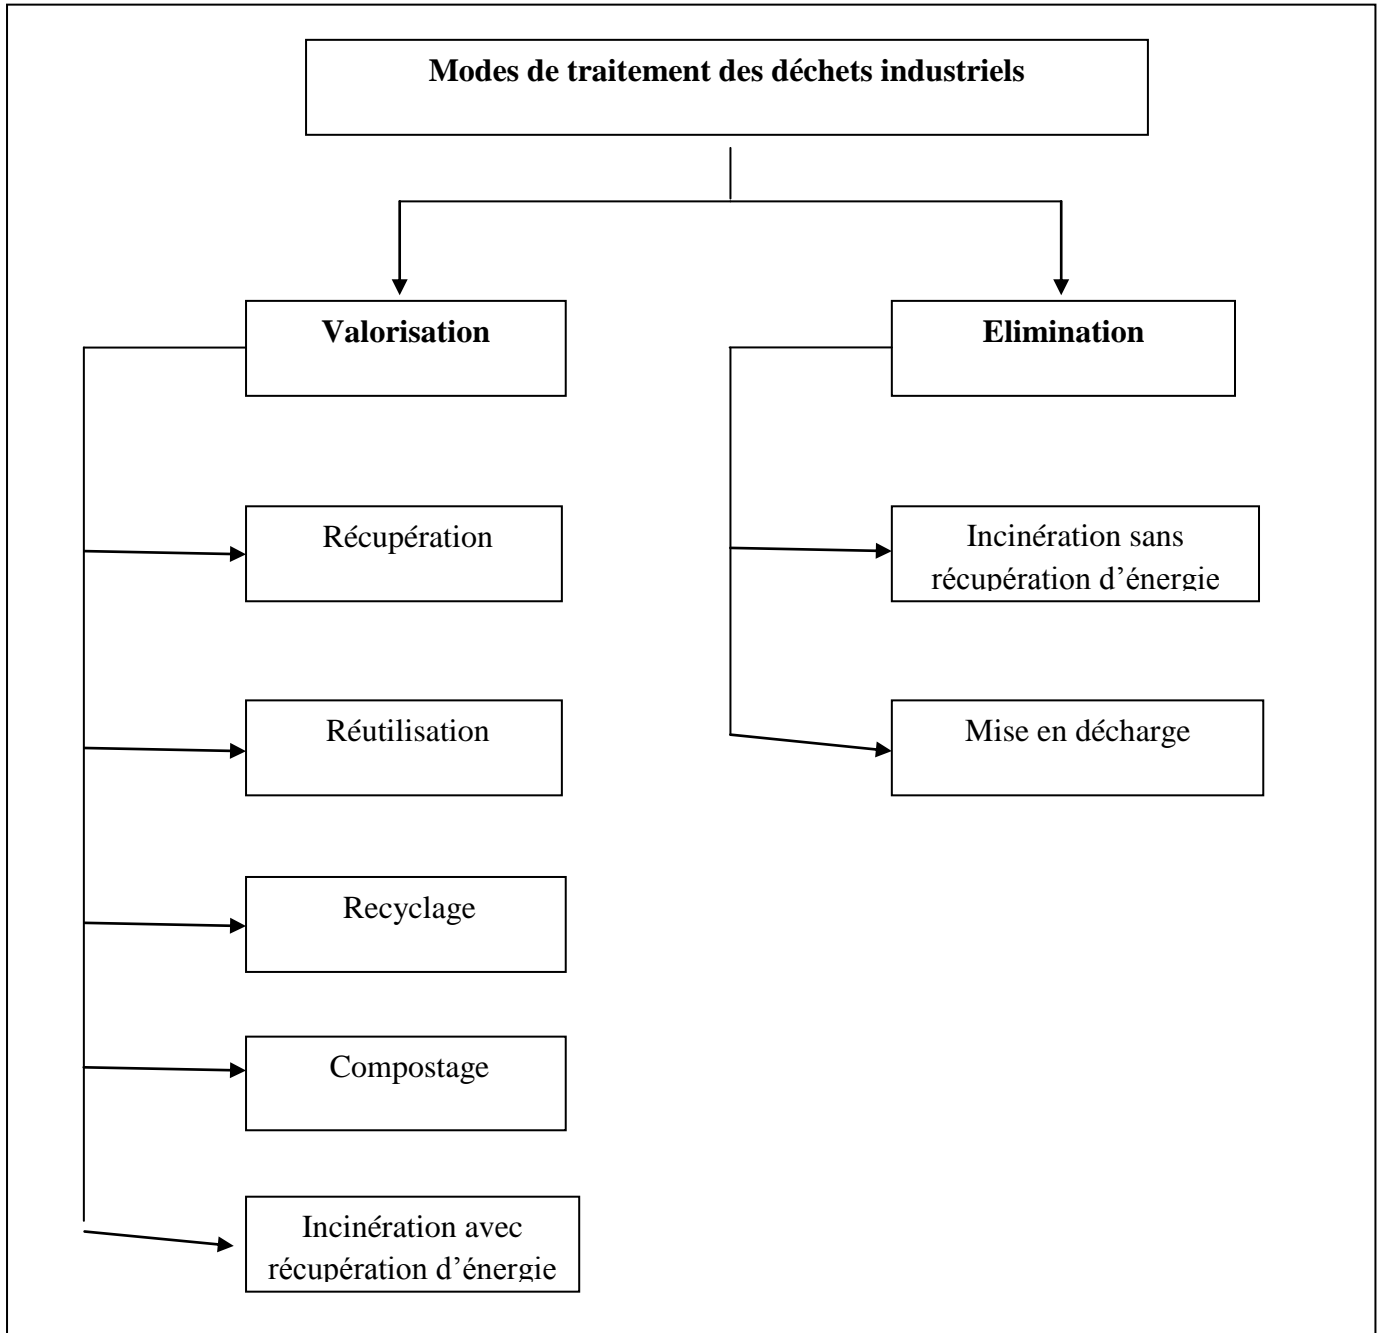 Modes de traitement des déchets industriels
Valorisation
Elimination
Récupération
Incinération sans
récupération d’énergie
Réutilisation
Mise en décharge
Recyclage
Compostage
Incinération avec
récupération d’énergie